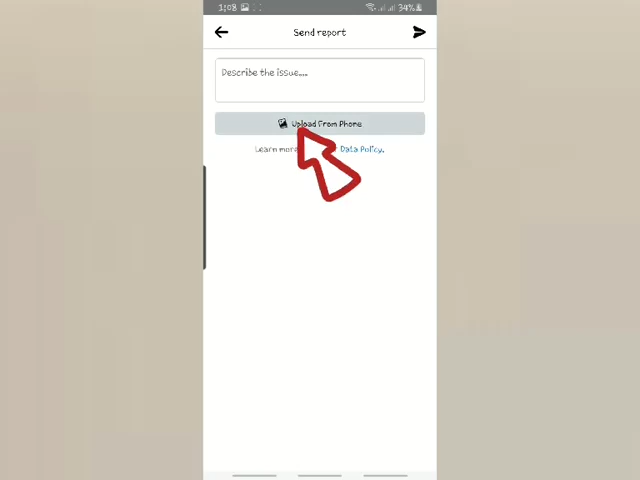 1:08 34%
Send report
Describe the issue....
Upload From Phone
Learn more Data Policy.